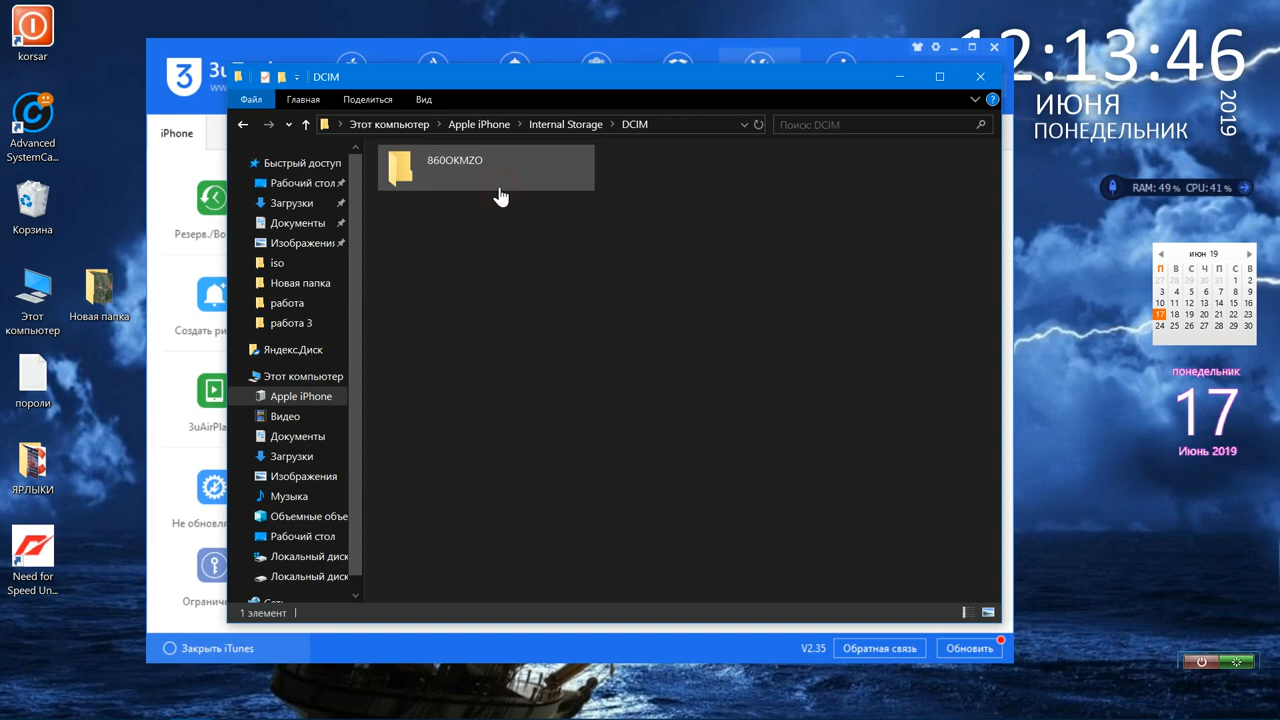 korsar
Advanced
SystemCa...
Корзина
Этот
компьютер
Новая папка
пороли
ЯРЛЫКИ
Need for
Speed Un...
3
iPhone
Создать ри
3uAirPla
Не обновля
Ограниче
Закрыть iTunes
V2.35
Обратная связь
Обновить
DCIM
Файл
Главная
Поделиться
Вид
Этот компьютер > Apple iPhone > Internal Storage > DCIM
Поиск: DCIM
Быстрый доступ
Рабочий стол
Загрузки
Документы
Изображения
iso
Новая папка
работа
работа 3
Яндекс.Диск
Этот компьютер
Apple iPhone
Видео
Документы
Загрузки
Изображения
Музыка
Объемные объе
Рабочий стол
Локальный диск
Локальный диск
860OKMZO
1 элемент
2:13:46
ИЮНЯ
2019
ПОНЕДЕЛЬНИК
RAM: 49 % CPU: 41 %
июн 19
П В С Ч П С В
27 28 29 30 31 1 2
3 4 5 6 7 8 9
10 11 12 13 14 15 16
17 18 19 20 21 22 23
24 25 26 27 28 29 30
понедельник
17
Июнь 2019